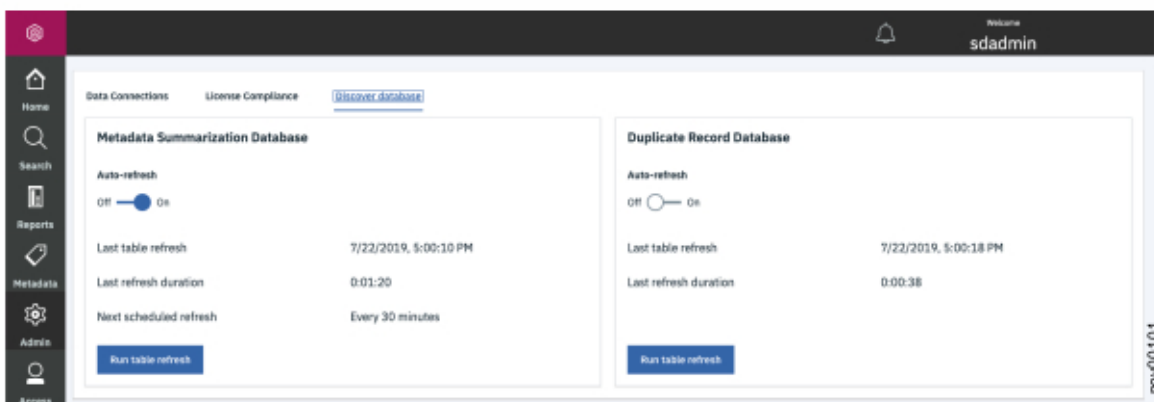 Welcome
sdadmin
Home
Search
Reports
Metadata
Admin
Access
Data Connections License Compliance Discover database
Metadata Summarization Database
Auto-refresh
Off On
Last table refresh 7/22/2019, 5:00:10 PM
Last refresh duration 0:01:20
Next scheduled refresh Every 30 minutes
Run table refresh
Duplicate Record Database
Auto-refresh
Off On
Last table refresh 7/22/2019, 5:00:18 PM
Last refresh duration 0:00:38
Run table refresh